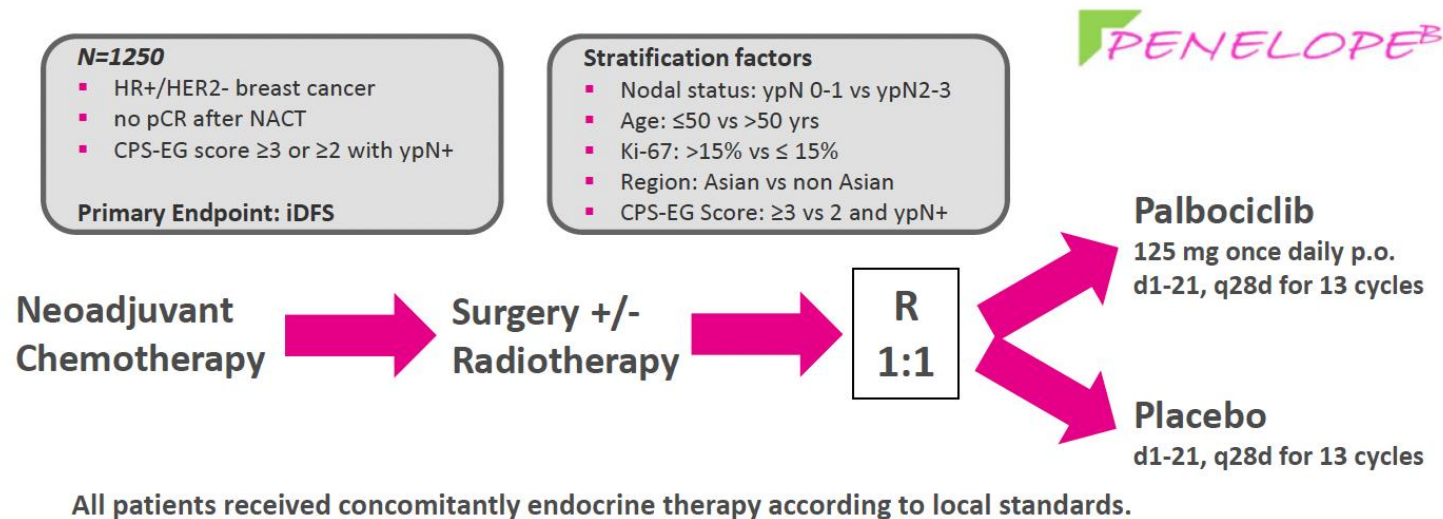 PENELOPEᴮ
N=1250
▪ HR+/HER2- breast cancer
▪ no pCR after NACT
▪ CPS-EG score ≥3 or ≥2 with ypN+
Primary Endpoint: iDFS
Stratification factors
▪ Nodal status: ypN 0-1 vs ypN2-3
▪ Age: ≤50 vs >50 yrs
▪ Ki-67: >15% vs ≤ 15%
▪ Region: Asian vs non Asian
▪ CPS-EG Score: ≥3 vs 2 and ypN+
Neoadjuvant
Chemotherapy
Surgery +/-
Radiotherapy
R
1:1
Palbociclib
125 mg once daily p.o.
d1-21, q28d for 13 cycles
Placebo
d1-21, q28d for 13 cycles
All patients received concomitantly endocrine therapy according to local standards.